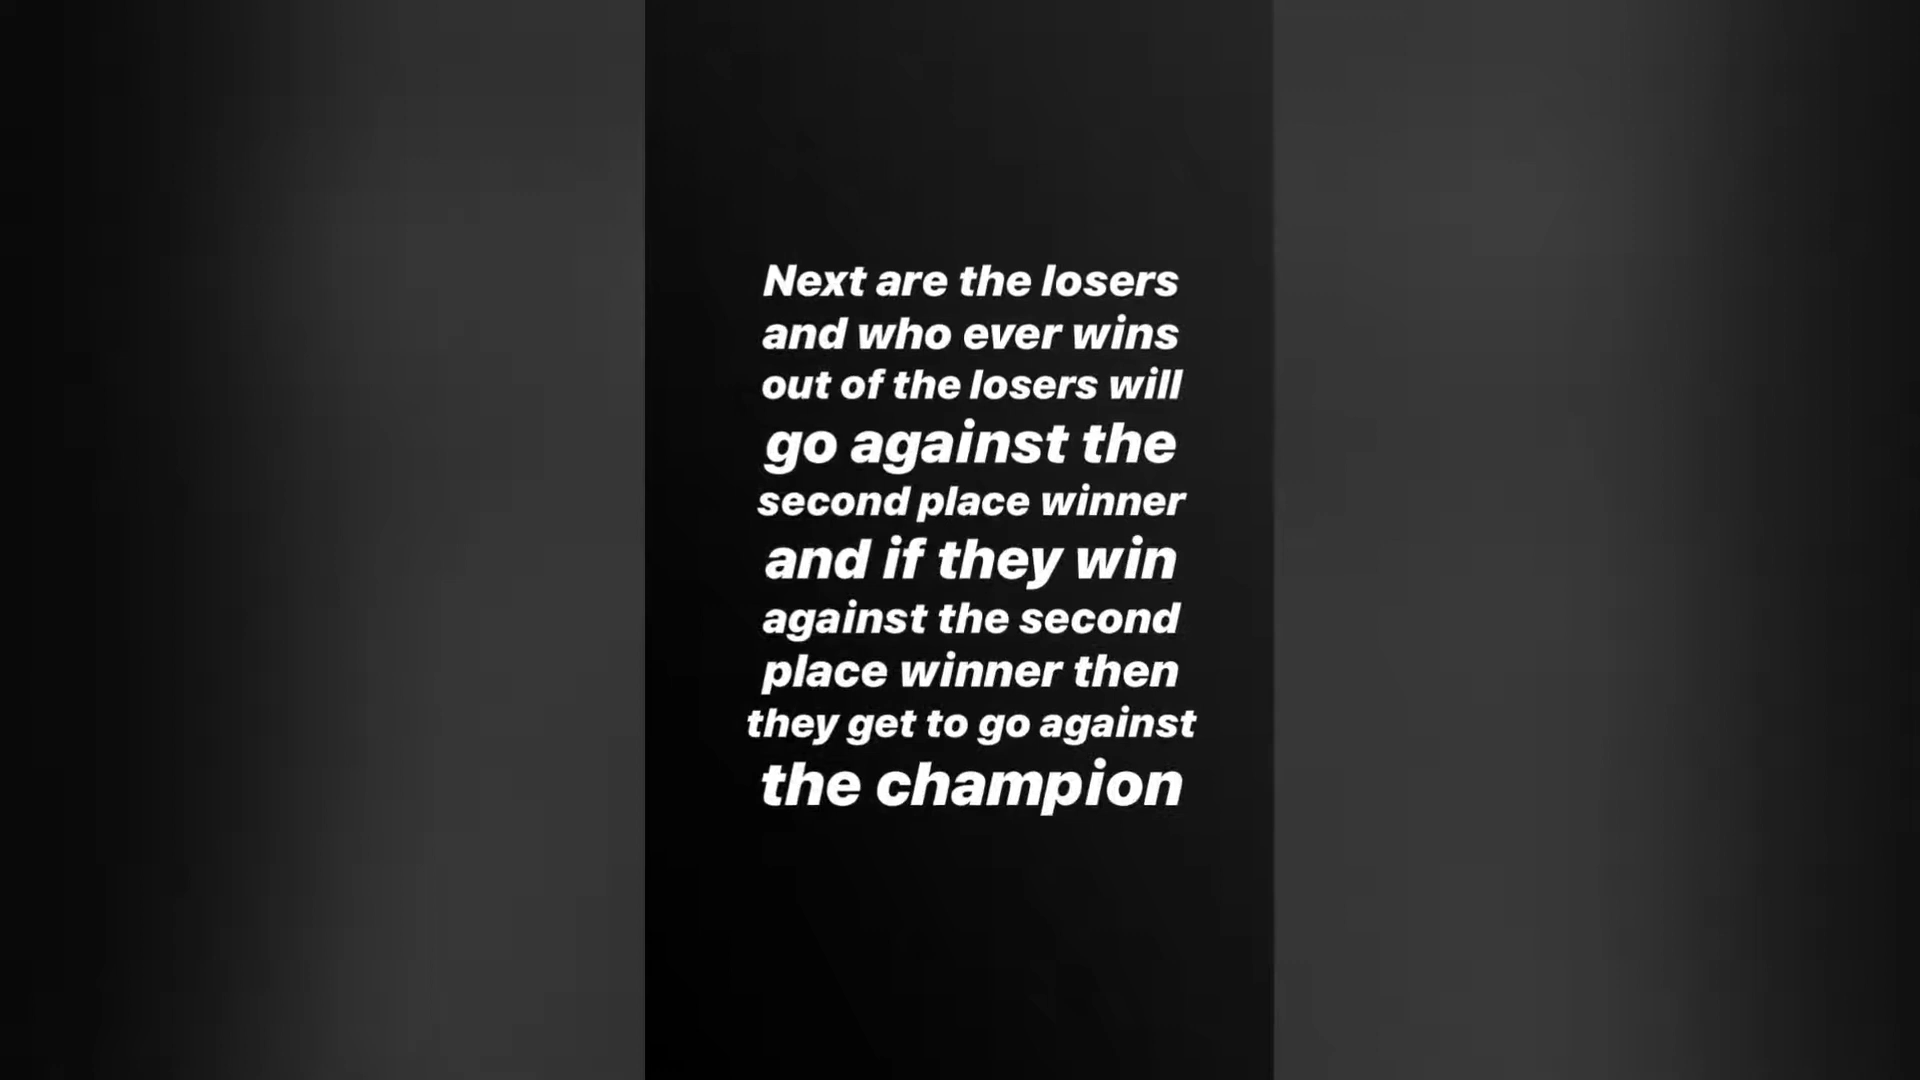 Next are the losers
and who ever wins
out of the losers will
go against the
second place winner
and if they win
against the second
place winner then
they get to go against
the champion